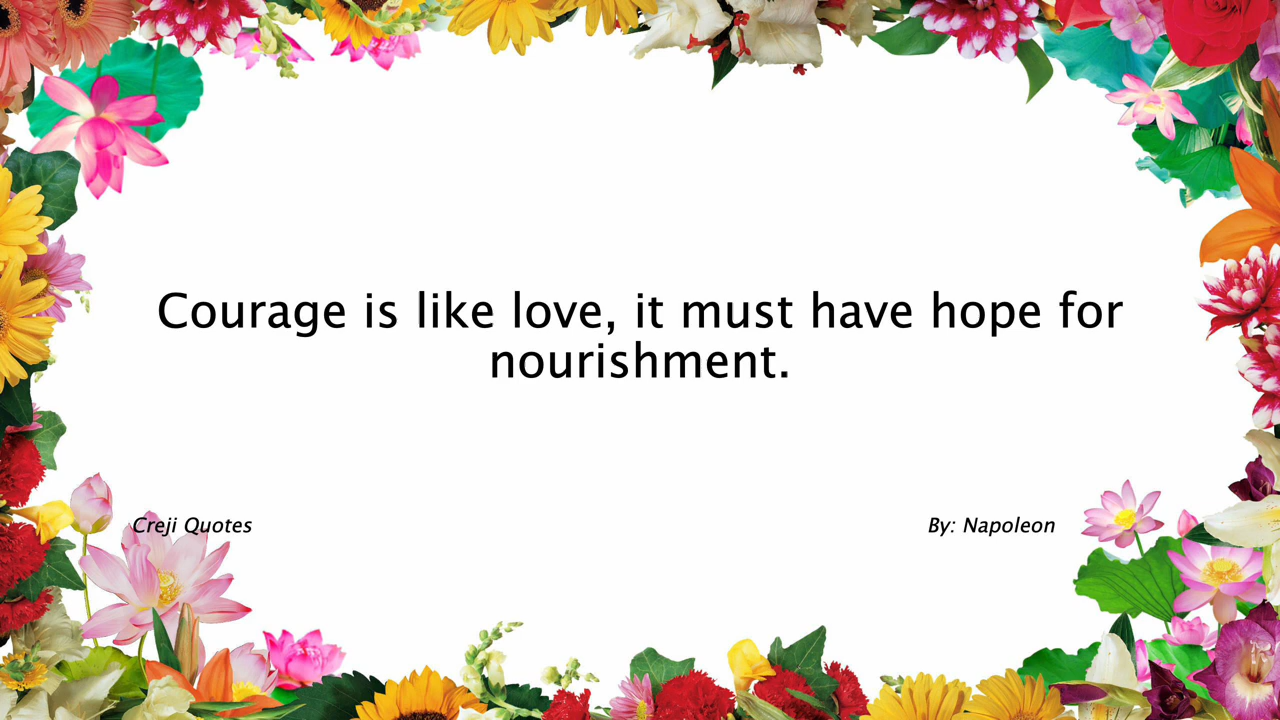 Courage is like love, it must have hope for
nourishment.
Creji Quotes
By: Napoleon